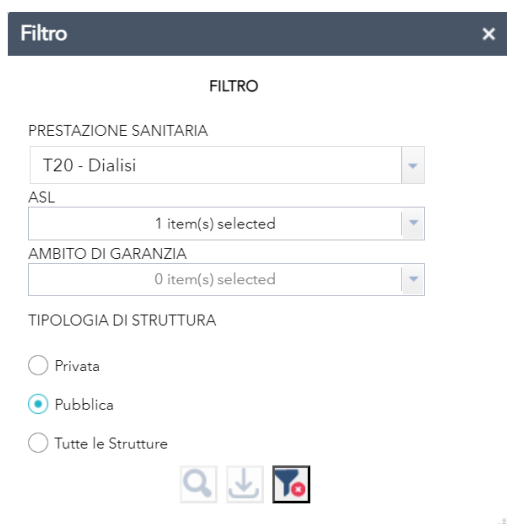 Filtro
FILTRO
PRESTAZIONE SANITARIA
T20 - Dialisi
ASL
1 item(s) selected
AMBITO DI GARANZIA
0 item(s) selected
TIPOLOGIA DI STRUTTURA
Privata
Pubblica
Tutte le Strutture